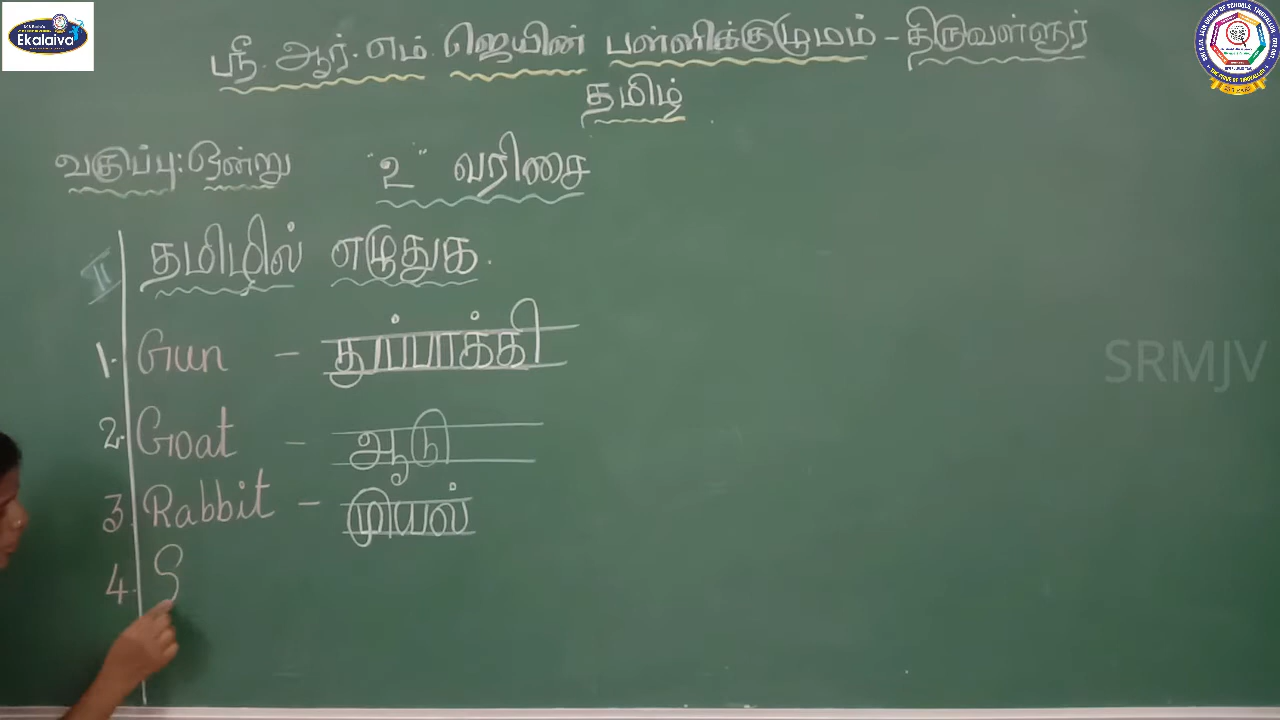 Ekalaiva
ஸ்ரீ. ஆர். எம். ஜெயின் பள்ளிக்குழுமம் - திருவள்ளூர்
தமிழ்
வகுப்பு: ஒன்று "உ" வரிசை
II தமிழில் எழுதுக.
1. Gun - துப்பாக்கி
2. Goat - ஆடு
3. Rabbit - முயல்
4. S
SRMJV